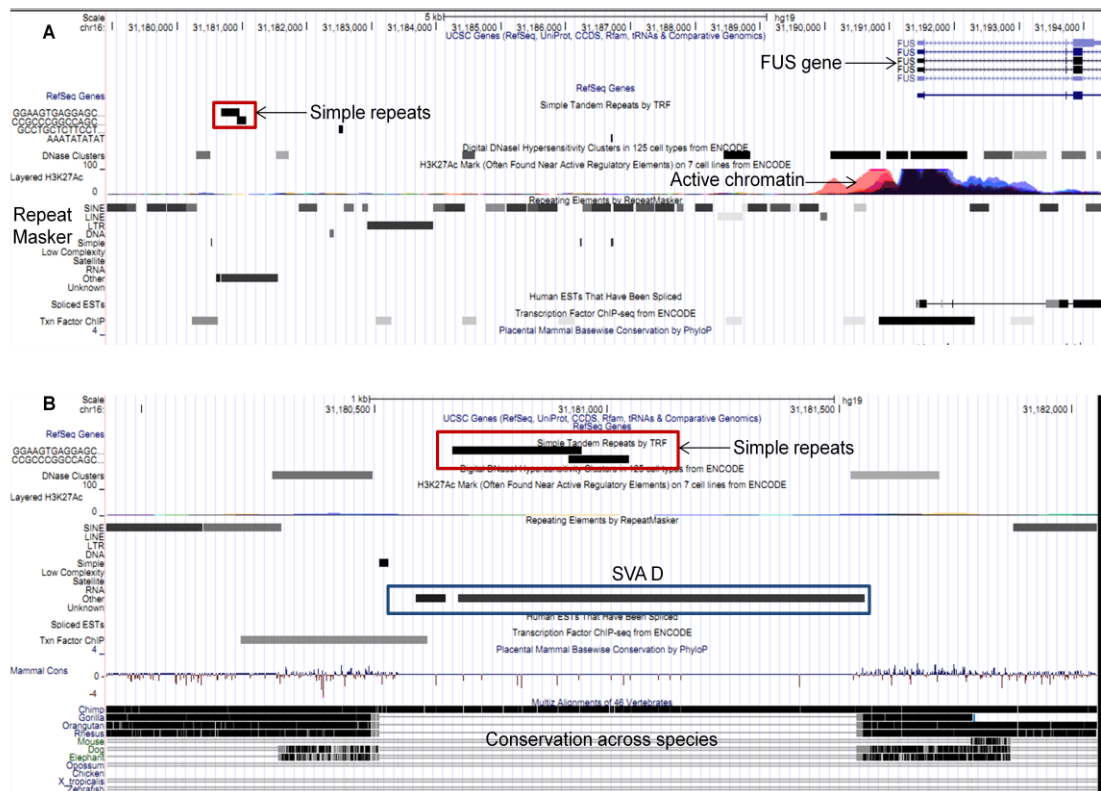 A
Scale
5 kb
hg19
chr16:
31,180,000
31,181,000
31,182,000
31,183,000
31,184,000
31,185,000
31,186,000
31,187,000
31,188,000
31,189,000
31,190,000
31,191,000
31,192,000
31,193,000
31,194,000
UCSC Genes (RefSeq, UniProt, CCDS, Rfam, tRNAs & Comparative Genomics)
FUS
FUS
FUS
FUS
FUS
FUS gene
RefSeq Genes
RefSeq Genes
Simple Tandem Repeats by TRF
GGAAGTGAGGAGC...
CCGCCCGGCCAGC...
GCCTGCTCTTCCT...
AAATATATAT
Simple repeats
Digital DNaseI Hypersensitivity Clusters in 125 cell types from ENCODE
DNase Clusters
H3K27Ac Mark (Often Found Near Active Regulatory Elements) on 7 cell lines from ENCODE
100
Layered H3K27Ac
0
Active chromatin
Repeating Elements by RepeatMasker
Repeat
Masker
SINE
LINE
LTR
DNA
Simple
Low Complexity
Satellite
RNA
Other
Unknown
Human ESTs That Have Been Spliced
Spliced ESTs
Transcription Factor ChIP-seq from ENCODE
Txn Factor ChIP
Placental Mammal Basewise Conservation by PhyloP
4
B
Scale
1 kb
hg19
chr16:
31,180,500
31,181,000
31,181,500
31,182,000
UCSC Genes (RefSeq, UniProt, CCDS, Rfam, tRNAs & Comparative Genomics)
RefSeq Genes
RefSeq Genes
Simple Tandem Repeats by TRF
GGAAGTGAGGAGC...
CCGCCCGGCCAGC...
Simple repeats
Digital DNaseI Hypersensitivity Clusters in 125 cell types from ENCODE
DNase Clusters
H3K27Ac Mark (Often Found Near Active Regulatory Elements) on 7 cell lines from ENCODE
100
Layered H3K27Ac
0
Repeating Elements by RepeatMasker
SINE
LINE
LTR
DNA
Simple
Low Complexity
Satellite
RNA
Other
Unknown
SVA D
Human ESTs That Have Been Spliced
Spliced ESTs
Transcription Factor ChIP-seq from ENCODE
Txn Factor ChIP
Placental Mammal Basewise Conservation by PhyloP
4
Mammal Cons
0
-4
Multiz Alignments of 46 Vertebrates
Chimp
Gorilla
Orangutan
Rhesus
Mouse
Dog
Elephant
Opossum
Chicken
X_tropicalis
Zebrafish
Conservation across species